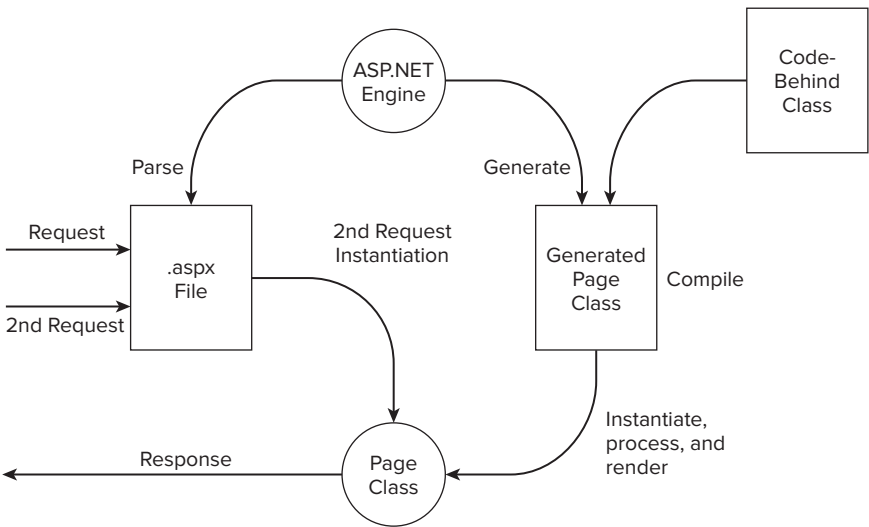 ASP.NET
Engine
Code-
Behind
Class
Parse
Generate
Request
2nd Request
.aspx
File
2nd Request
Instantiation
Generated
Page
Class
Compile
Instantiate,
process, and
render
Response
Page
Class